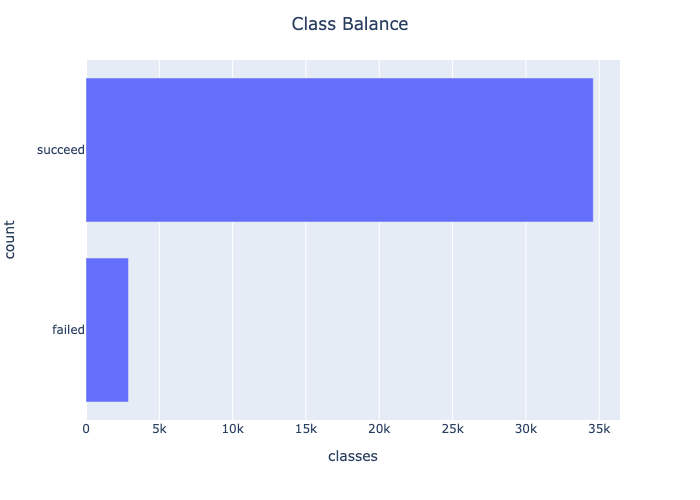 Class Balance
count
succeed
failed
0 5k 10k 15k 20k 25k 30k 35k
classes